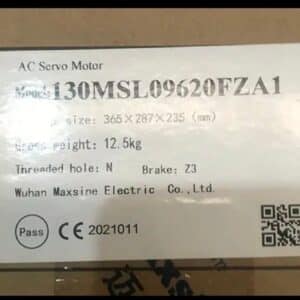 AC Servo Motor
Model: 130MSL09620FZA1
size: 365×287×235 (mm)
Gross weight: 12.5kg
Threaded hole: N Brake: Z3
Wuhan Maxsine Electric Co.,Ltd.
Pass CE 2021011